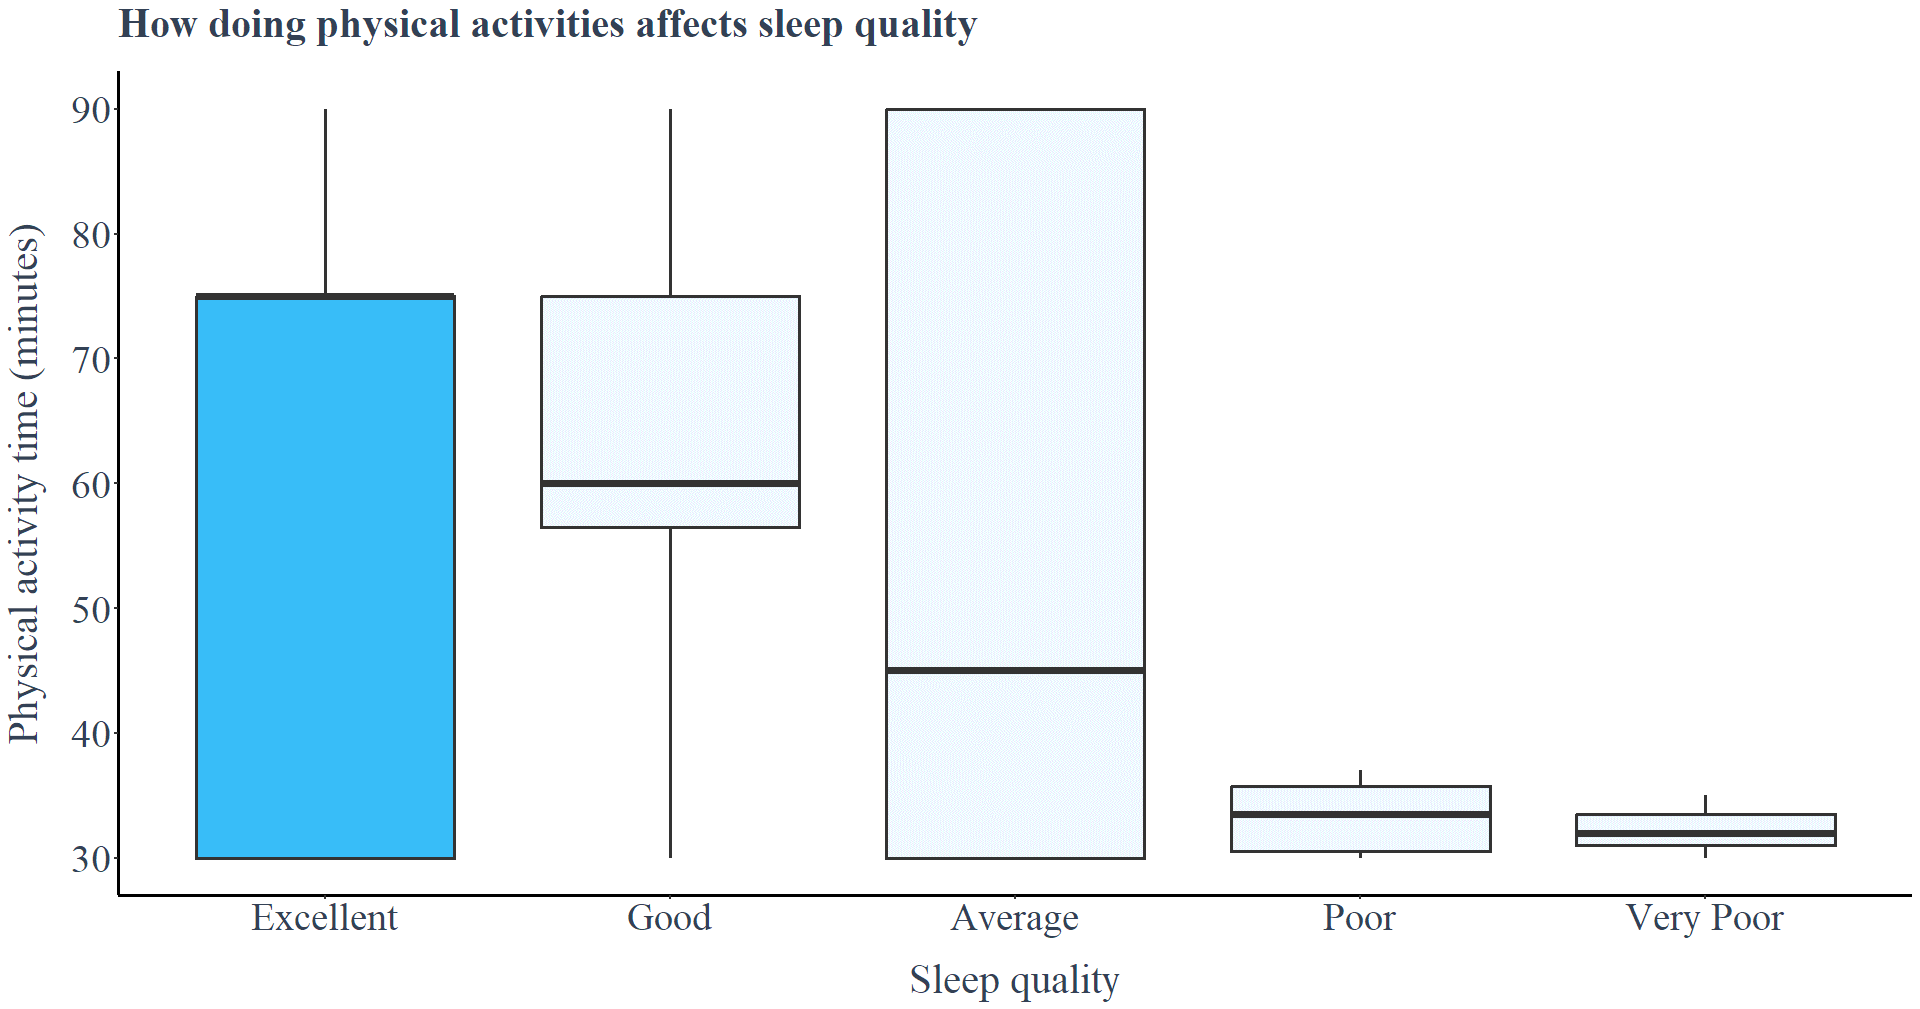 How doing physical activities affects sleep quality
Physical activity time (minutes)
90
80
70
60
50
40
30
Excellent Good Average Poor Very Poor
Sleep quality